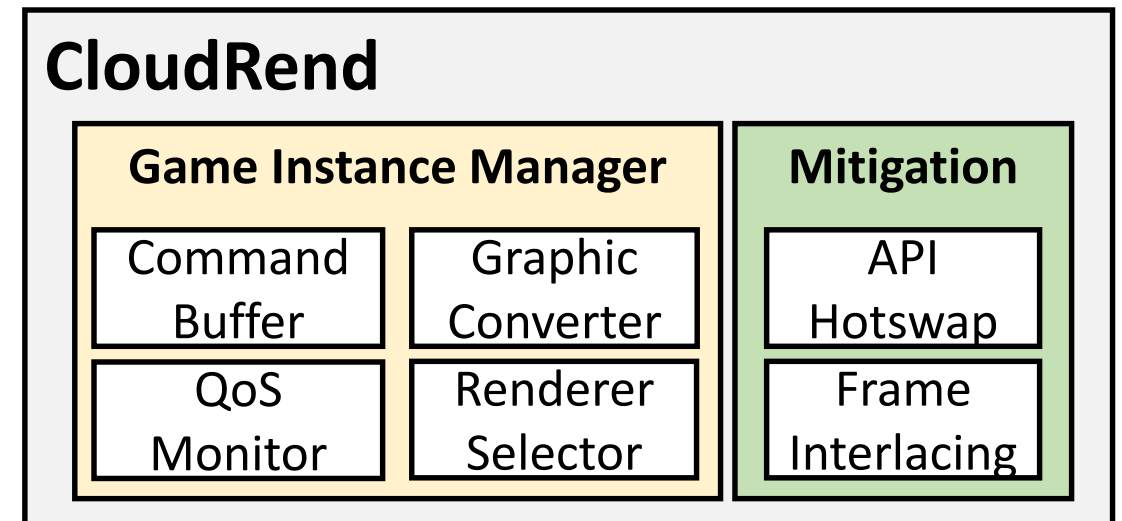 CloudRend
Game Instance Manager
Command
Buffer
Graphic
Converter
QoS
Monitor
Renderer
Selector
Mitigation
API
Hotswap
Frame
Interlacing